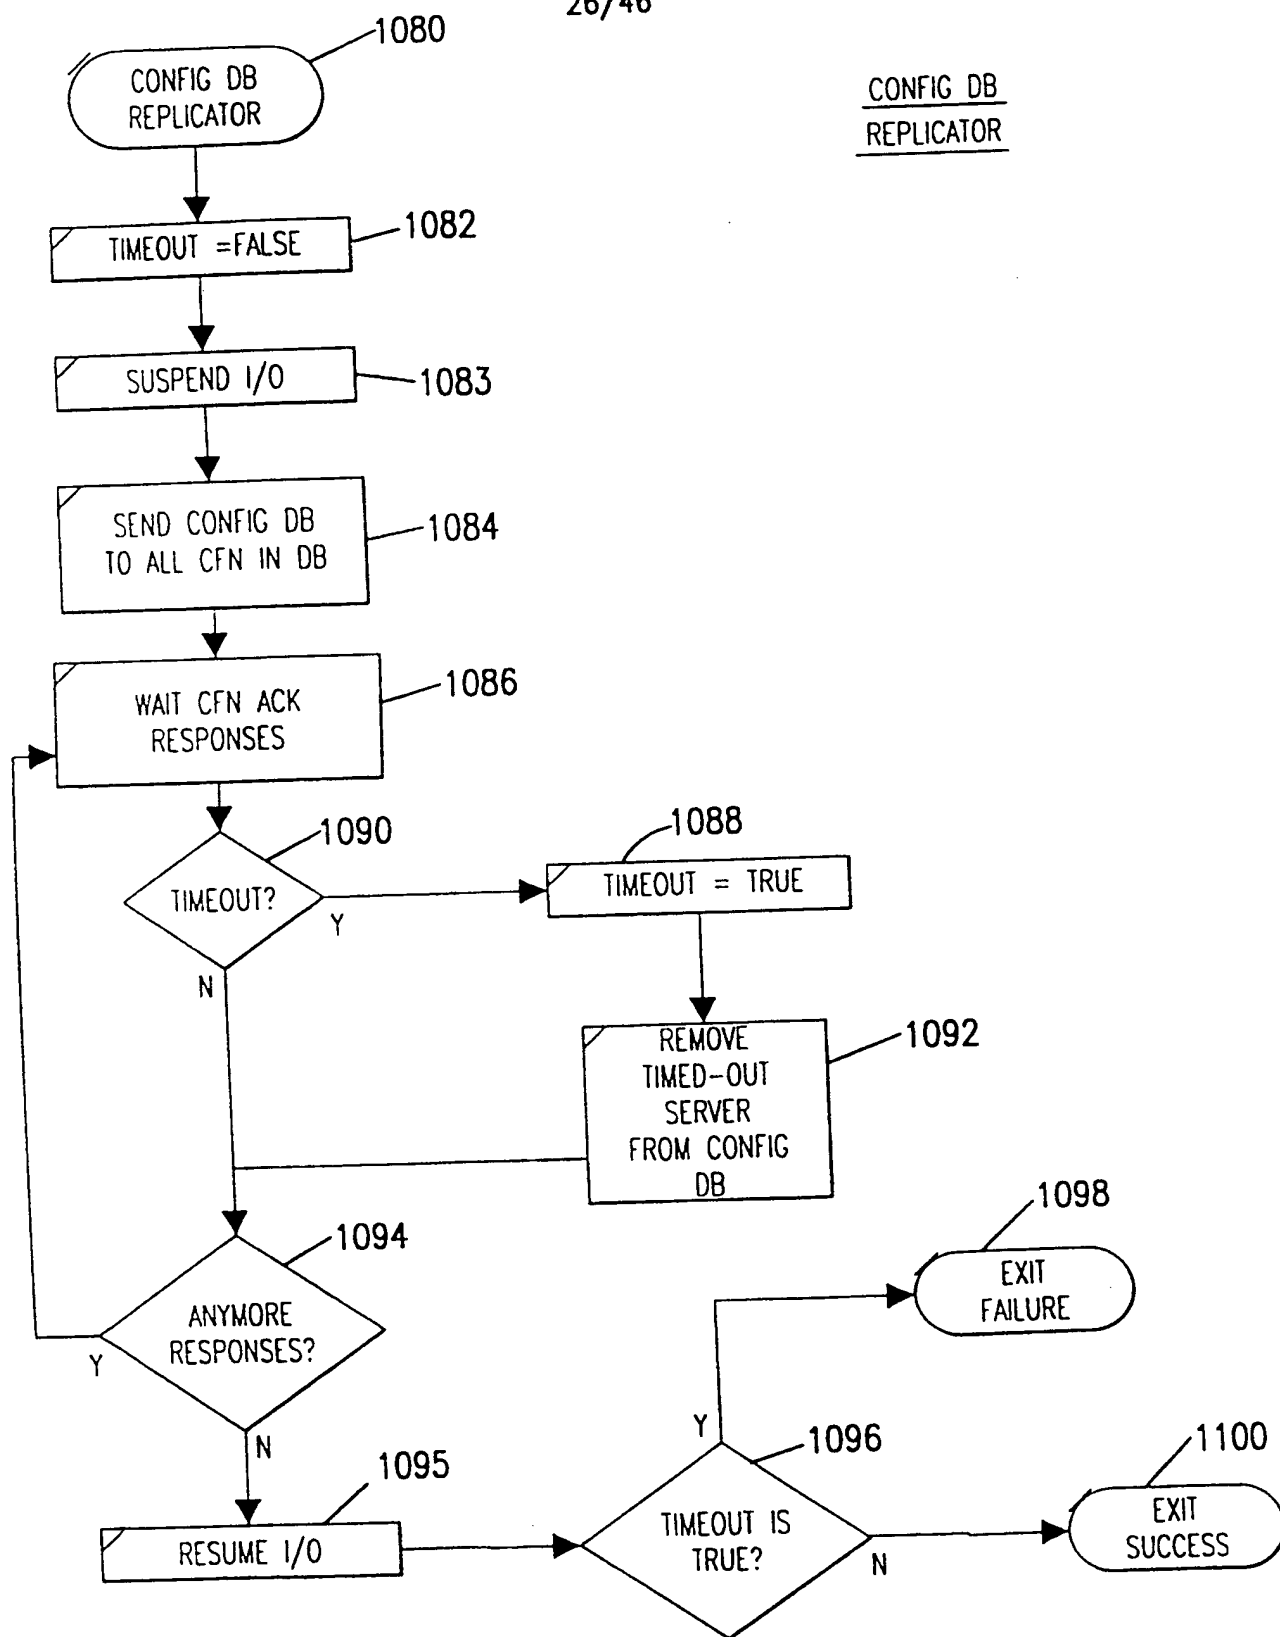 26/46
1080
CONFIG DB
REPLICATOR
CONFIG DB
REPLICATOR
1082
TIMEOUT =FALSE
1083
SUSPEND I/O
1084
SEND CONFIG DB
TO ALL CFN IN DB
1086
WAIT CFN ACK
RESPONSES
1090
TIMEOUT?
Y
N
1088
TIMEOUT = TRUE
1092
REMOVE
TIMED-OUT
SERVER
FROM CONFIG
DB
1094
ANYMORE
RESPONSES?
Y
N
1095
RESUME I/O
1096
TIMEOUT IS
TRUE?
Y
N
1098
EXIT
FAILURE
1100
EXIT
SUCCESS